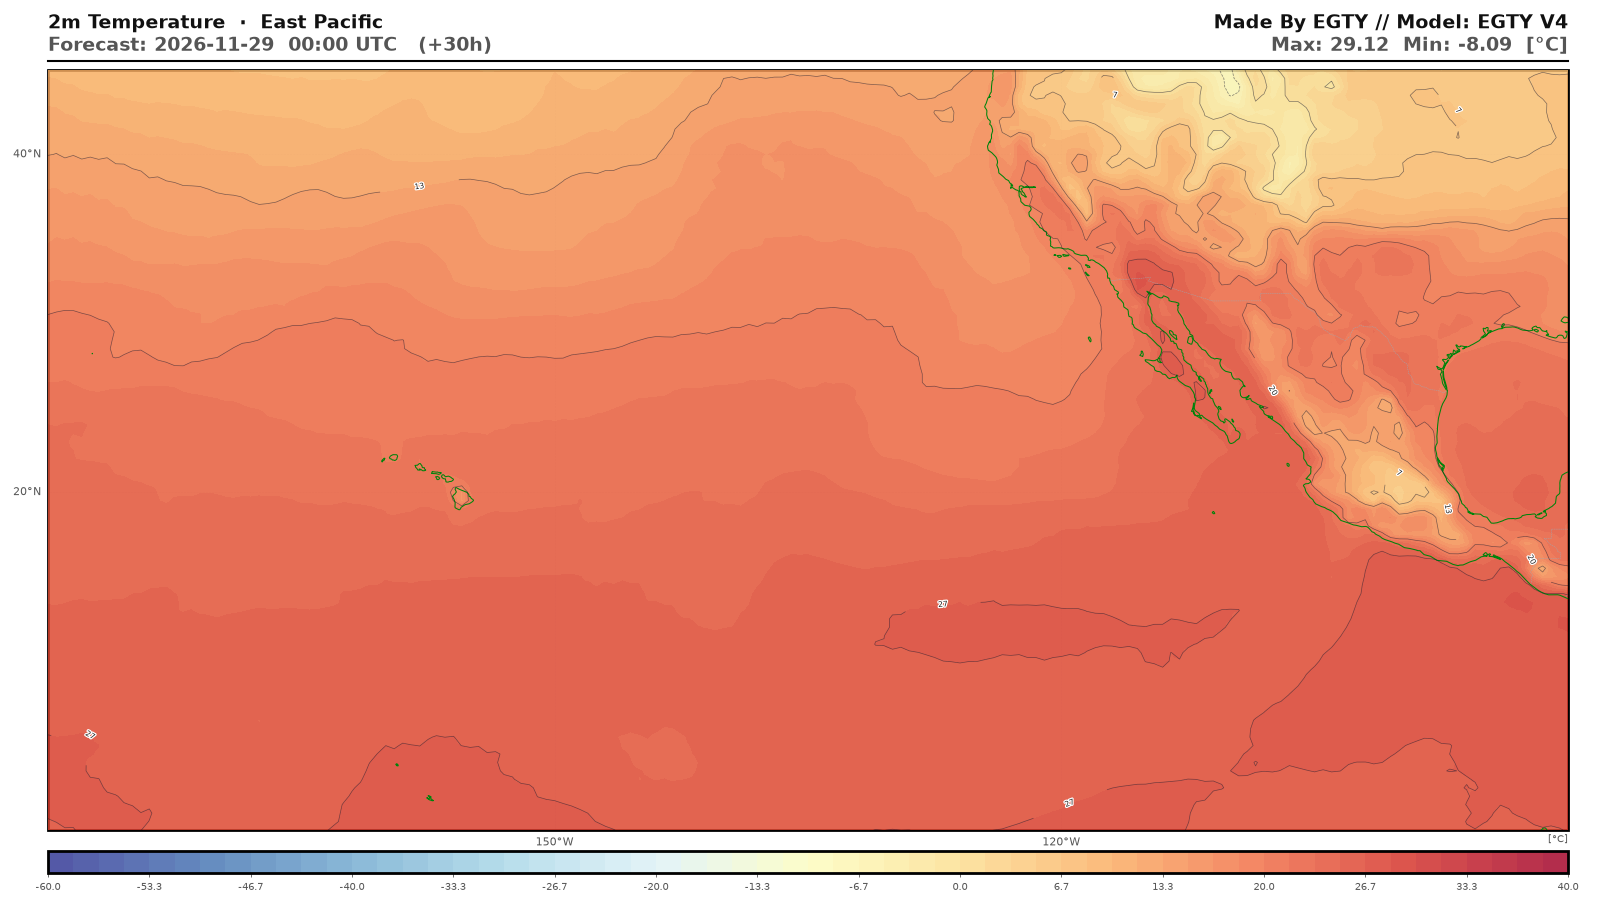 2m Temperature · East Pacific
Made By EGTY // Model: EGTY V4
Forecast: 2026-11-29 00:00 UTC (+30h)
Max: 29.12 Min: -8.09 [°C]
7
7
40°N
13
20
7
20°N
13
20
27
27
27
150°W
120°W
[°C]
-60.0 -53.3 -46.7 -40.0 -33.3 -26.7 -20.0 -13.3 -6.7 0.0 6.7 13.3 20.0 26.7 33.3 40.0